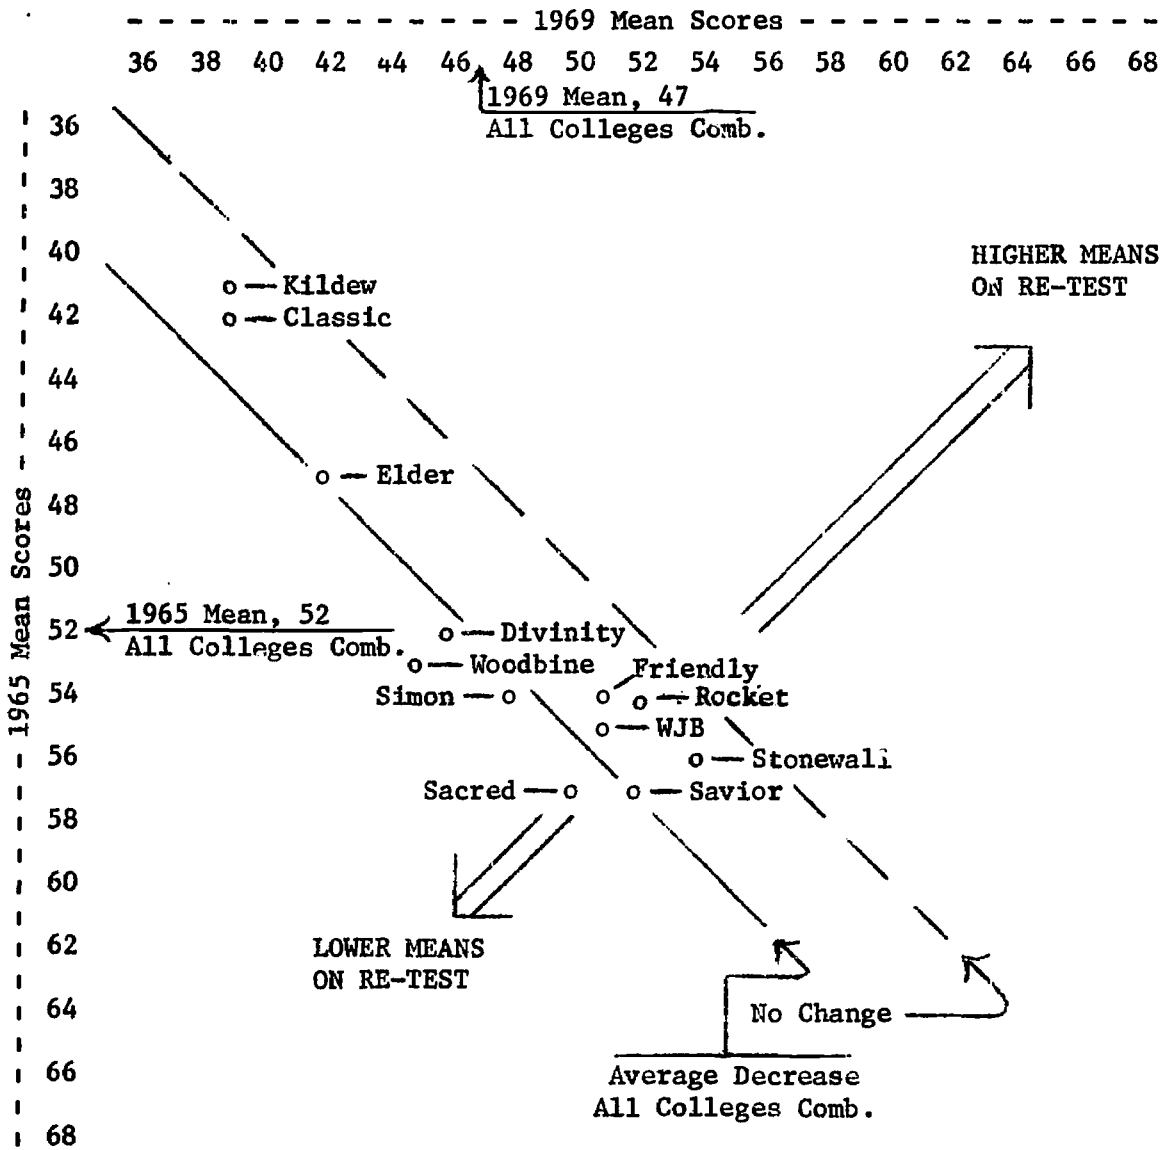 1969 Mean Scores
36 38 40 42 44 46 48 50 52 54 56 58 60 62 64 66 68
1969 Mean, 47
All Colleges Comb.
36
38
40
HIGHER MEANS
ON RE-TEST
Kildew
42
Classic
44
46
Elder
48
50
1965 Mean Scores
1965 Mean, 52
52
All Colleges Comb.
Divinity
Woodbine
Friendly
54
Simon
Rocket
WJB
56
Stonewall
Sacred
Savior
58
60
62
LOWER MEANS
ON RE-TEST
64
No Change
66
Average Decrease
All Colleges Comb.
68